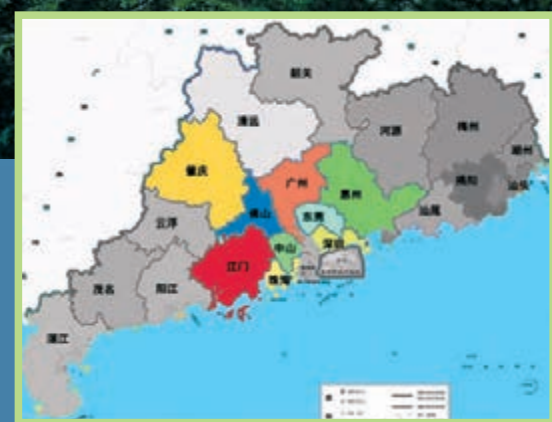 韶关
清远
河源
梅州
潮州
肇庆
广州
惠州
揭阳
汕头
云浮
佛山
东莞
汕尾
中山
深圳
江门
珠海
茂名
阳江
湛江